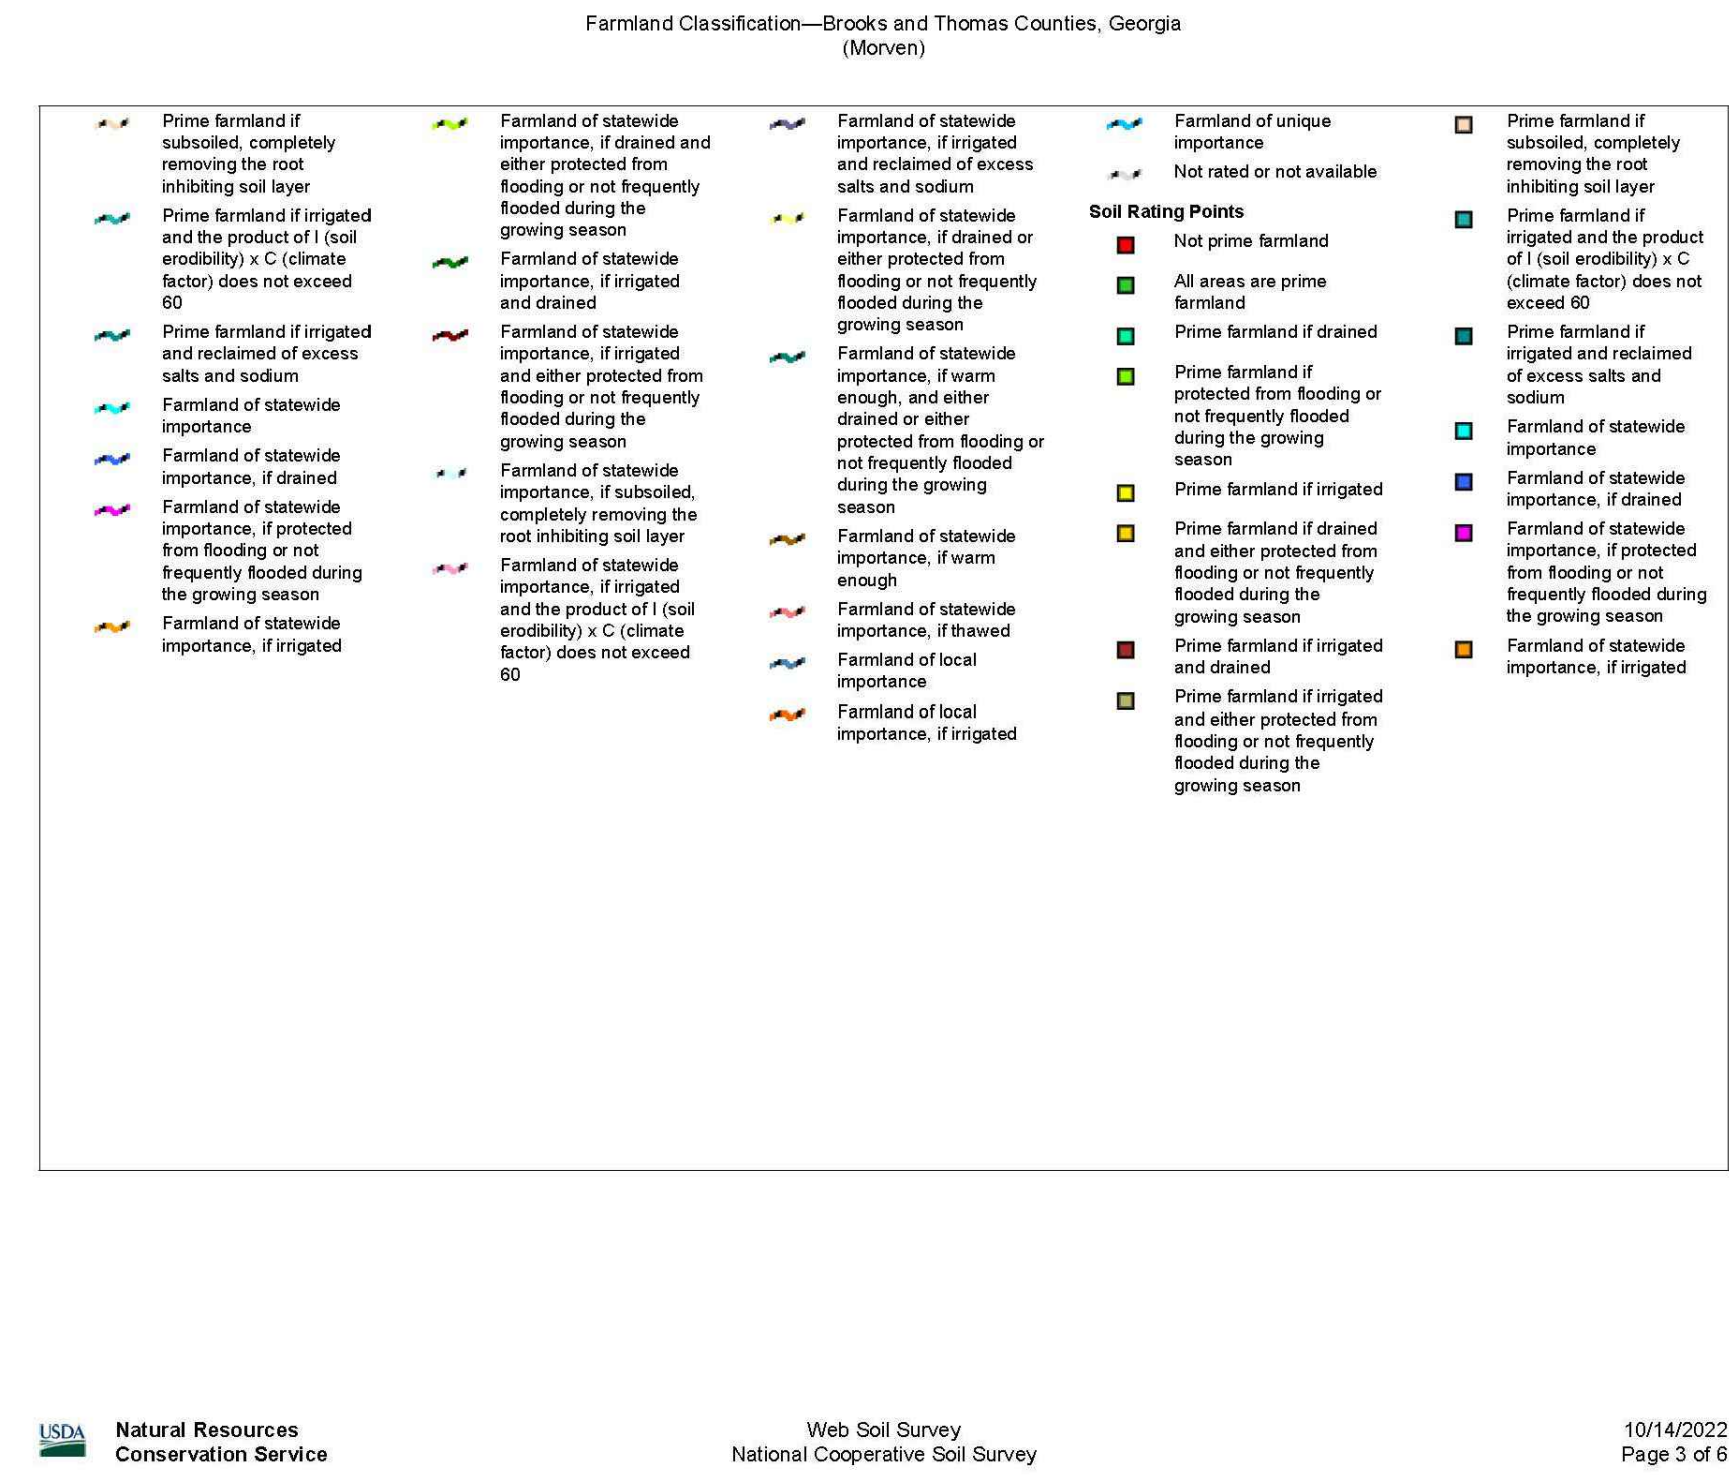 Farmland Classification—Brooks and Thomas Counties, Georgia
(Morven)
Prime farmland if
subsoiled, completely
removing the root
inhibiting soil layer
Prime farmland if irrigated
and the product of I (soil
erodibility) x C (climate
factor) does not exceed
60
Prime farmland if irrigated
and reclaimed of excess
salts and sodium
Farmland of statewide
importance
Farmland of statewide
importance, if drained
Farmland of statewide
importance, if protected
from flooding or not
frequently flooded during
the growing season
Farmland of statewide
importance, if irrigated
Farmland of statewide
importance, if drained and
either protected from
flooding or not frequently
flooded during the
growing season
Farmland of statewide
importance, if irrigated
and drained
Farmland of statewide
importance, if irrigated
and either protected from
flooding or not frequently
flooded during the
growing season
Farmland of statewide
importance, if subsoiled,
completely removing the
root inhibiting soil layer
Farmland of statewide
importance, if irrigated
and the product of I (soil
erodibility) x C (climate
factor) does not exceed
60
Farmland of statewide
importance, if irrigated
and reclaimed of excess
salts and sodium
Farmland of statewide
importance, if drained or
either protected from
flooding or not frequently
flooded during the
growing season
Farmland of statewide
importance, if warm
enough, and either
drained or either
protected from flooding or
not frequently flooded
during the growing
season
Farmland of statewide
importance, if warm
enough
Farmland of statewide
importance, if thawed
Farmland of local
importance
Farmland of local
importance, if irrigated
Farmland of unique
importance
Not rated or not available
Soil Rating Points
Not prime farmland
All areas are prime
farmland
Prime farmland if drained
Prime farmland if
protected from flooding or
not frequently flooded
during the growing
season
Prime farmland if irrigated
Prime farmland if drained
and either protected from
flooding or not frequently
flooded during the
growing season
Prime farmland if irrigated
and drained
Prime farmland if irrigated
and either protected from
flooding or not frequently
flooded during the
growing season
Prime farmland if
subsoiled, completely
removing the root
inhibiting soil layer
Prime farmland if
irrigated and the product
of I (soil erodibility) x C
(climate factor) does not
exceed 60
Prime farmland if
irrigated and reclaimed
of excess salts and
sodium
Farmland of statewide
importance
Farmland of statewide
importance, if drained
Farmland of statewide
importance, if protected
from flooding or not
frequently flooded during
the growing season
Farmland of statewide
importance, if irrigated
USDA
Natural Resources
Conservation Service
Web Soil Survey
National Cooperative Soil Survey
10/14/2022
Page 3 of 6